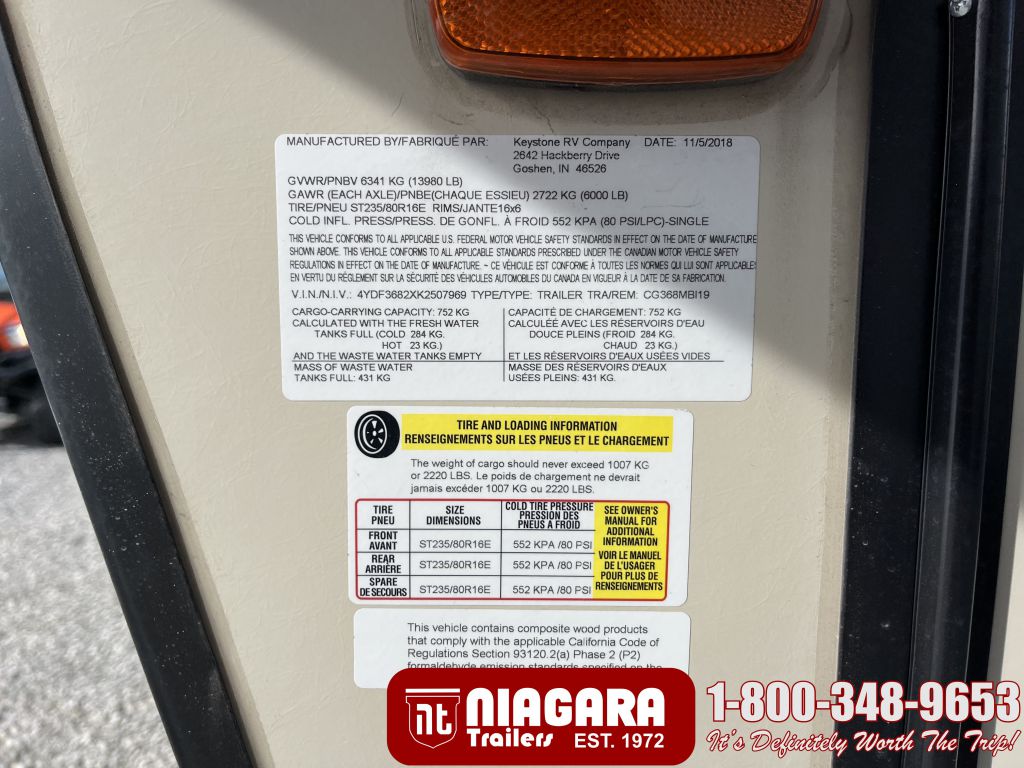 MANUFACTURED BY/FABRIQUÉ PAR: Keystone RV Company DATE: 11/5/2018
2642 Hackberry Drive
Goshen, IN 46526
GVWR/PNBV 6341 KG (13980 LB)
GAWR (EACH AXLE)/PNBE(CHAQUE ESSIEU) 2722 KG (6000 LB)
TIRE/PNEU ST235/80R16E RIMS/JANTE16x6
COLD INFL. PRESS/PRESS. DE GONFL. À FROID 552 KPA (80 PSI/LPC)-SINGLE
THIS VEHICLE CONFORMS TO ALL APPLICABLE U.S. FEDERAL MOTOR VEHICLE SAFETY STANDARDS IN EFFECT ON THE DATE OF MANUFACTURE
SHOWN ABOVE. THIS VEHICLE CONFORMS TO ALL APPLICABLE STANDARDS PRESCRIBED UNDER THE CANADIAN MOTOR VEHICLE SAFETY
REGULATIONS IN EFFECT ON THE DATE OF MANUFACTURE. ~ CE VÉHICULE EST CONFORME À TOUTES LES NORMES QUI LUI SONT APPLICABLES
EN VERTU DU RÉGLEMENT SUR LA SÉCURITÉ DES VÉHICULES AUTOMOBILES DU CANADA EN VIGUEUR À LA DATE DE SA FABRICATION.
V.I.N./N.I.V.: 4YDF3682XK2507969 TYPE/TYPE: TRAILER TRA/REM: CG368MBI19
CARGO-CARRYING CAPACITY: 752 KG
CALCULATED WITH THE FRESH WATER
TANKS FULL (COLD 284 KG.
HOT 23 KG.)
AND THE WASTE WATER TANKS EMPTY
MASS OF WASTE WATER
TANKS FULL: 431 KG
CAPACITÉ DE CHARGEMENT: 752 KG
CALCULÉE AVEC LES RÉSERVOIRS D'EAU
DOUCE PLEINS (FROID 284 KG.
CHAUD 23 KG.)
ET LES RÉSERVOIRS D'EAUX USÉES VIDES
MASSE DES RÉSERVOIRS D'EAUX
USÉES PLEINS: 431 KG.
TIRE AND LOADING INFORMATION
RENSEIGNEMENTS SUR LES PNEUS ET LE CHARGEMENT
The weight of cargo should never exceed 1007 KG
or 2220 LBS. Le poids de chargement ne devrait
jamais excéder 1007 KG ou 2220 LBS.
TIRE
PNEU
SIZE
DIMENSIONS
COLD TIRE PRESSURE
PRESSION DES
PNEUS A FROID
FRONT
AVANT
ST235/80R16E
552 KPA /80 PSI
REAR
ARRIÈRE
ST235/80R16E
552 KPA /80 PSI
SPARE
DE SECOURS
ST235/80R16E
552 KPA /80 PSI
SEE OWNER'S
MANUAL FOR
ADDITIONAL
INFORMATION
VOIR LE MANUEL
DE L'USAGER
POUR PLUS DE
RENSEIGNEMENTS
This vehicle contains composite wood products
that comply with the applicable California Code of
Regulations Section 93120.2(a) Phase 2 (P2)
formaldehyde emission standards specified on the
nt NIAGARA
Trailers EST. 1972
1-800-348-9653
It's Definitely Worth The Trip!